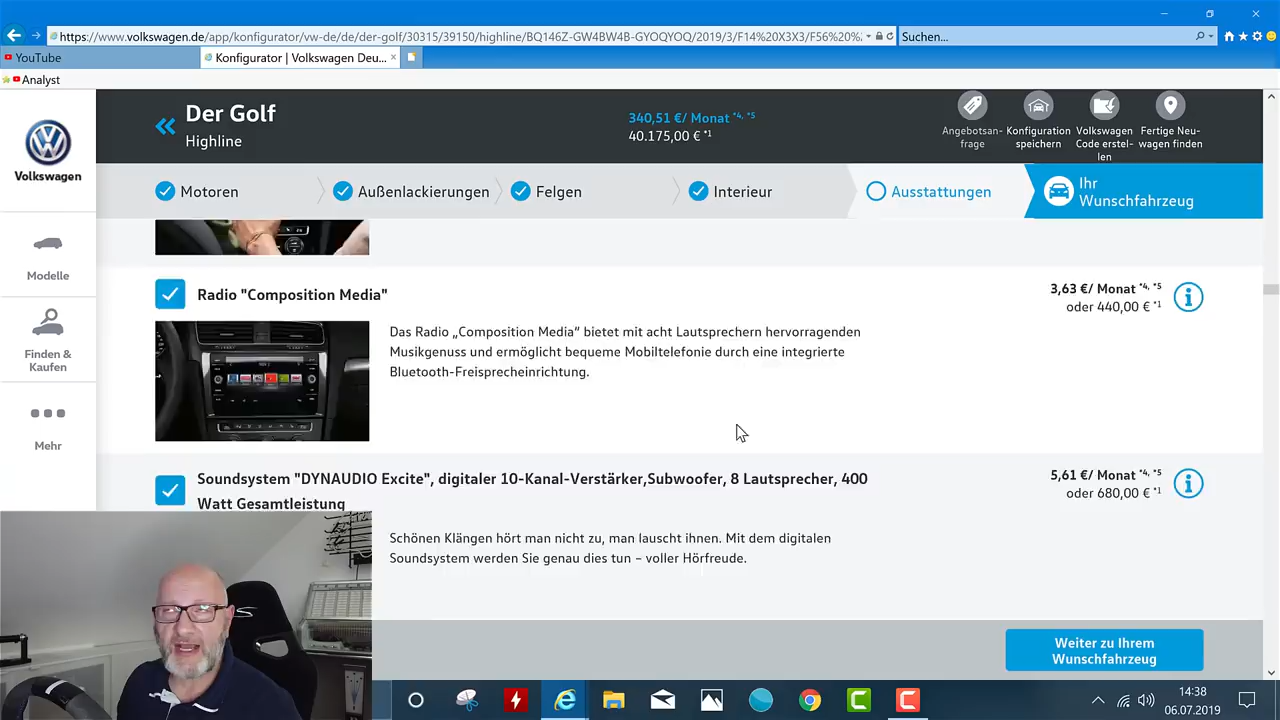 https://www.volkswagen.de/app/konfigurator/vw-de/de/der-golf/30315/39150/highline/BQ146Z-GW4BW4B-GYOQYOQ/2019/3/F14%20X3X3/F56%20%
Suchen...
YouTube
Konfigurator | Volkswagen Deu...
Analyst
Volkswagen
Modelle
Finden &
Kaufen
Mehr
Der Golf
Highline
340,51 €/ Monat *4, *5
40.175,00 € *1
Angebotsan-
frage
Konfiguration
speichern
Volkswagen
Code erstel-
len
Fertige Neu-
wagen finden
Motoren
Außenlackierungen
Felgen
Interieur
Ausstattungen
Ihr
Wunschfahrzeug
Radio "Composition Media"
3,63 €/ Monat *4, *5
oder 440,00 € *1
Das Radio „Composition Media“ bietet mit acht Lautsprechern hervorragenden
Musikgenuss und ermöglicht bequeme Mobiltelefonie durch eine integrierte
Bluetooth-Freisprecheinrichtung.
Soundsystem "DYNAUDIO Excite", digitaler 10-Kanal-Verstärker,Subwoofer, 8 Lautsprecher, 400
Watt Gesamtleistung
5,61 €/ Monat *4, *5
oder 680,00 € *1
Schönen Klängen hört man nicht zu, man lauscht ihnen. Mit dem digitalen
Soundsystem werden Sie genau dies tun – voller Hörfreude.
Weiter zu Ihrem
Wunschfahrzeug
14:38
06.07.2019